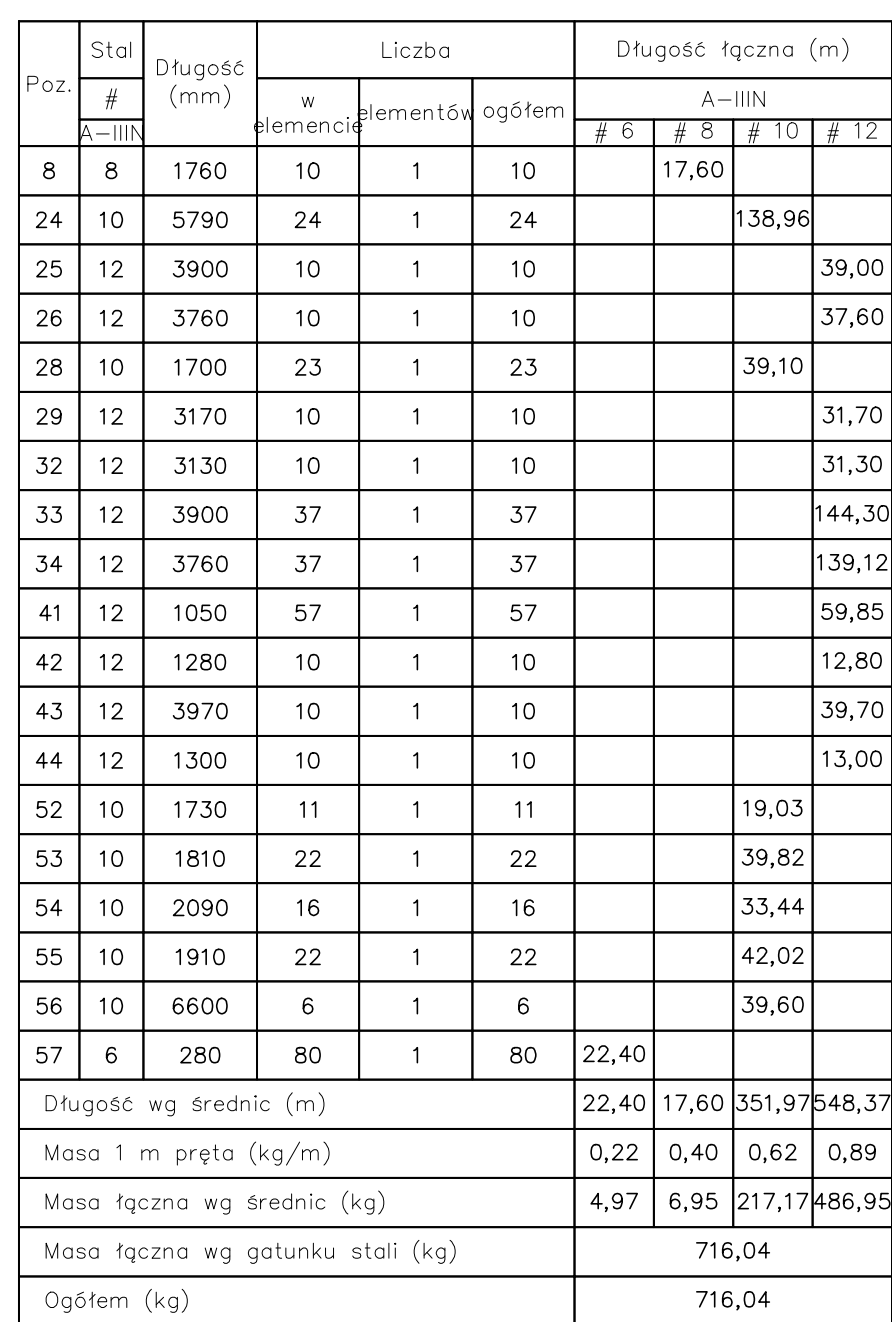 Poz. Stal Długość (mm) Liczba Długość łączna (m)
# w elemencie elementów ogółem A-IIIN
A-IIIN # 6 # 8 # 10 # 12
8 8 1760 10 1 10 17,60
24 10 5790 24 1 24 138,96
25 12 3900 10 1 10 39,00
26 12 3760 10 1 10 37,60
28 10 1700 23 1 23 39,10
29 12 3170 10 1 10 31,70
32 12 3130 10 1 10 31,30
33 12 3900 37 1 37 144,30
34 12 3760 37 1 37 139,12
41 12 1050 57 1 57 59,85
42 12 1280 10 1 10 12,80
43 12 3970 10 1 10 39,70
44 12 1300 10 1 10 13,00
52 10 1730 11 1 11 19,03
53 10 1810 22 1 22 39,82
54 10 2090 16 1 16 33,44
55 10 1910 22 1 22 42,02
56 10 6600 6 1 6 39,60
57 6 280 80 1 80 22,40
Długość wg średnic (m) 22,40 17,60 351,97 548,37
Masa 1 m pręta (kg/m) 0,22 0,40 0,62 0,89
Masa łączna wg średnic (kg) 4,97 6,95 217,17 486,95
Masa łączna wg gatunku stali (kg) 716,04
Ogółem (kg) 716,04